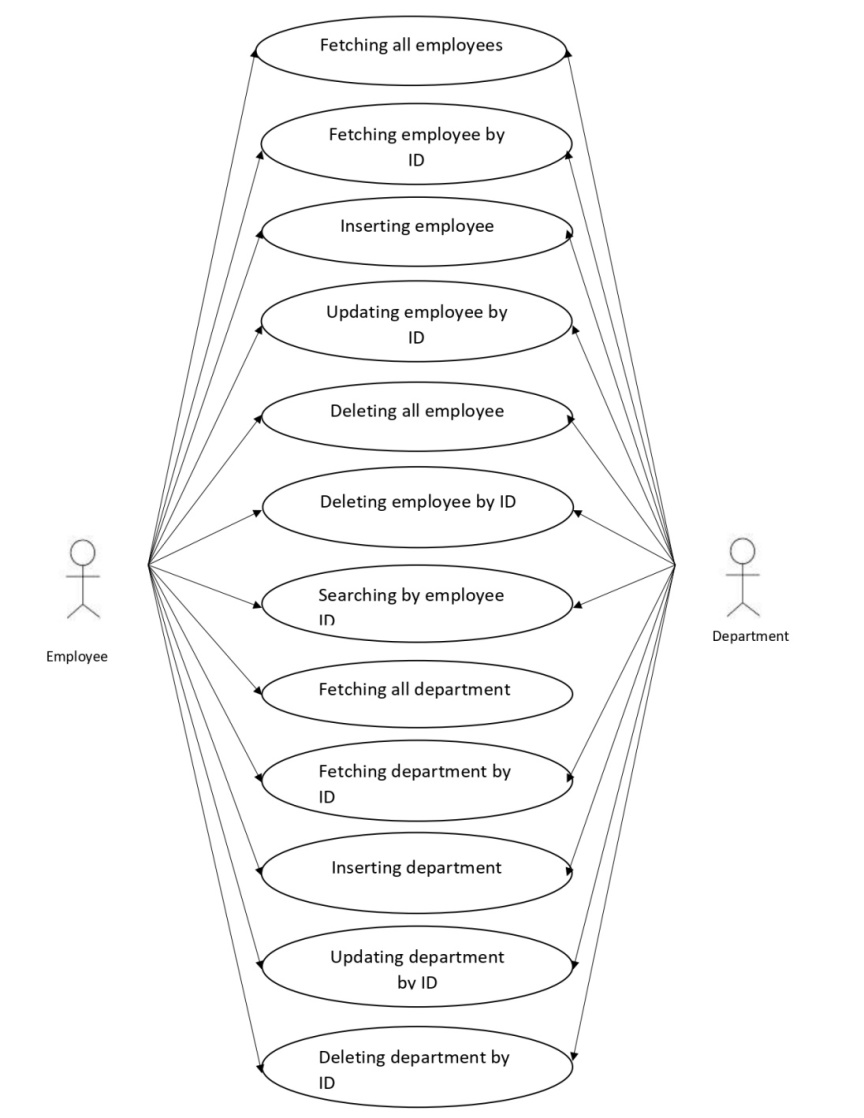 Fetching all employees
Fetching employee by
ID
Inserting employee
Updating employee by
ID
Deleting all employee
Deleting employee by ID
Searching by employee
ID
Employee
Department
Fetching all department
Fetching department by
ID
Inserting department
Updating department
by ID
Deleting department by
ID